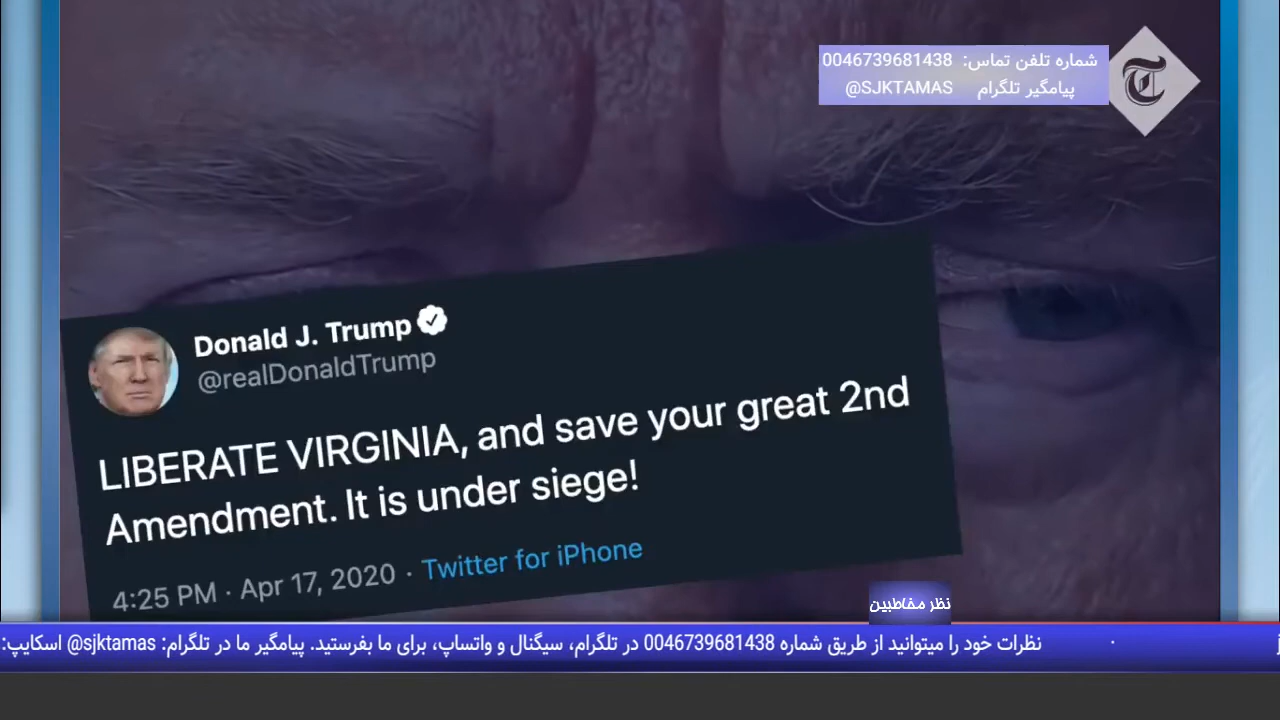 شماره تلفن تماس: 0046739681438
پیامگیر تلگرام @SJKTAMAS
T
Donald J. Trump
@realDonaldTrump
LIBERATE VIRGINIA, and save your great 2nd
Amendment. It is under siege!
4:25 PM · Apr 17, 2020 · Twitter for iPhone
نظر مخاطبین
نظرات خود را میتوانید از طریق شماره 0046739681438 در تلگرام، سیگنال و واتساپ، برای ما بفرستید. پیامگیر ما در تلگرام: @sjktamas اسکایپ: